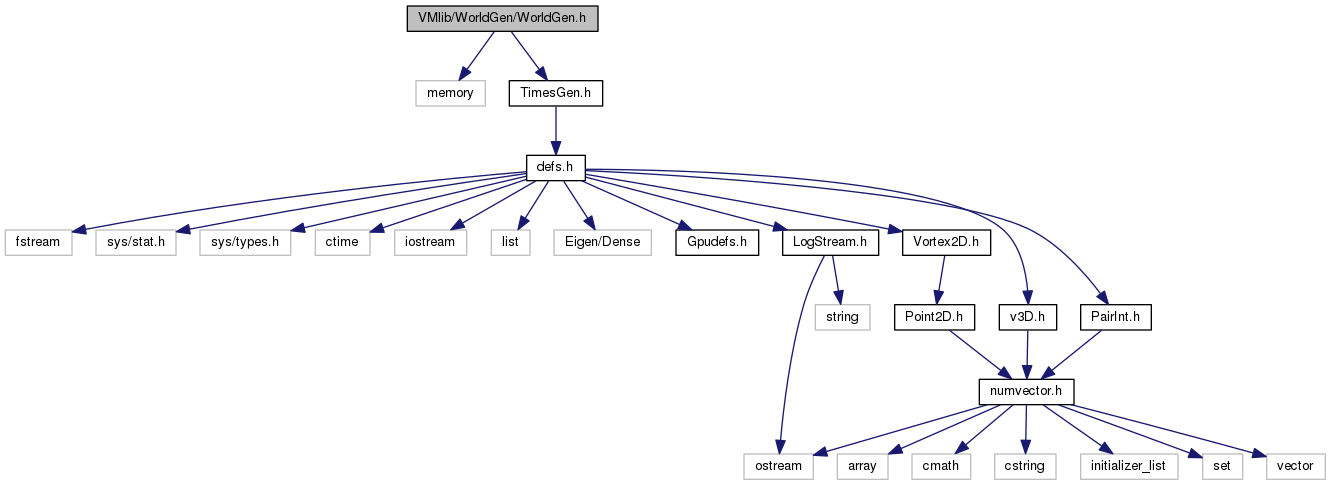 VMlib/WorldGen/WorldGen.h
memory
TimesGen.h
defs.h
fstream
sys/stat.h
sys/types.h
ctime
iostream
list
Eigen/Dense
Gpudefs.h
LogStream.h
Vortex2D.h
string
Point2D.h
v3D.h
PairInt.h
numvector.h
ostream
array
cmath
cstring
initializer_list
set
vector